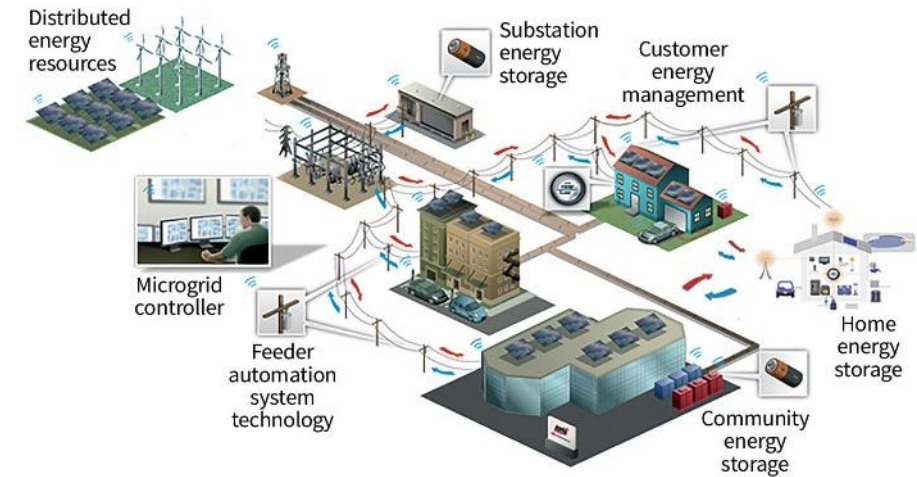 Distributed
energy
resources
Substation
energy
storage
Customer
energy
management
Microgrid
controller
Feeder
automation
system
technology
Home
energy
storage
Community
energy
storage